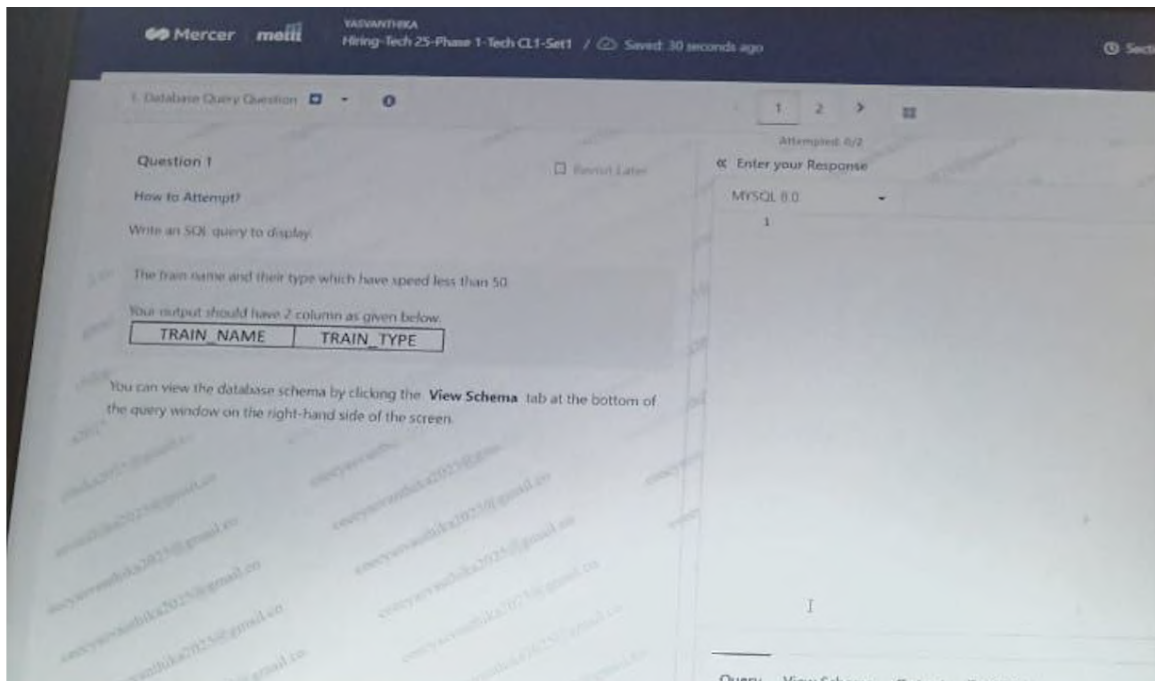 Mercer mettl
YASVANTHIKA
Hiring-Tech 25-Phase 1-Tech CL1-Set1 / Saved: 30 seconds ago
Secti
1. Database Query Question
1 2 >
Attempted: 0/2
Question 1
Revisit Later
« Enter your Response
How to Attempt?
MYSQL 8.0
Write an SQL query to display:
1
The train name and their type which have speed less than 50
Your output should have 2 column as given below.
TRAIN_NAME TRAIN_TYPE
You can view the database schema by clicking the View Schema tab at the bottom of
the query window on the right-hand side of the screen.
Query View Schema